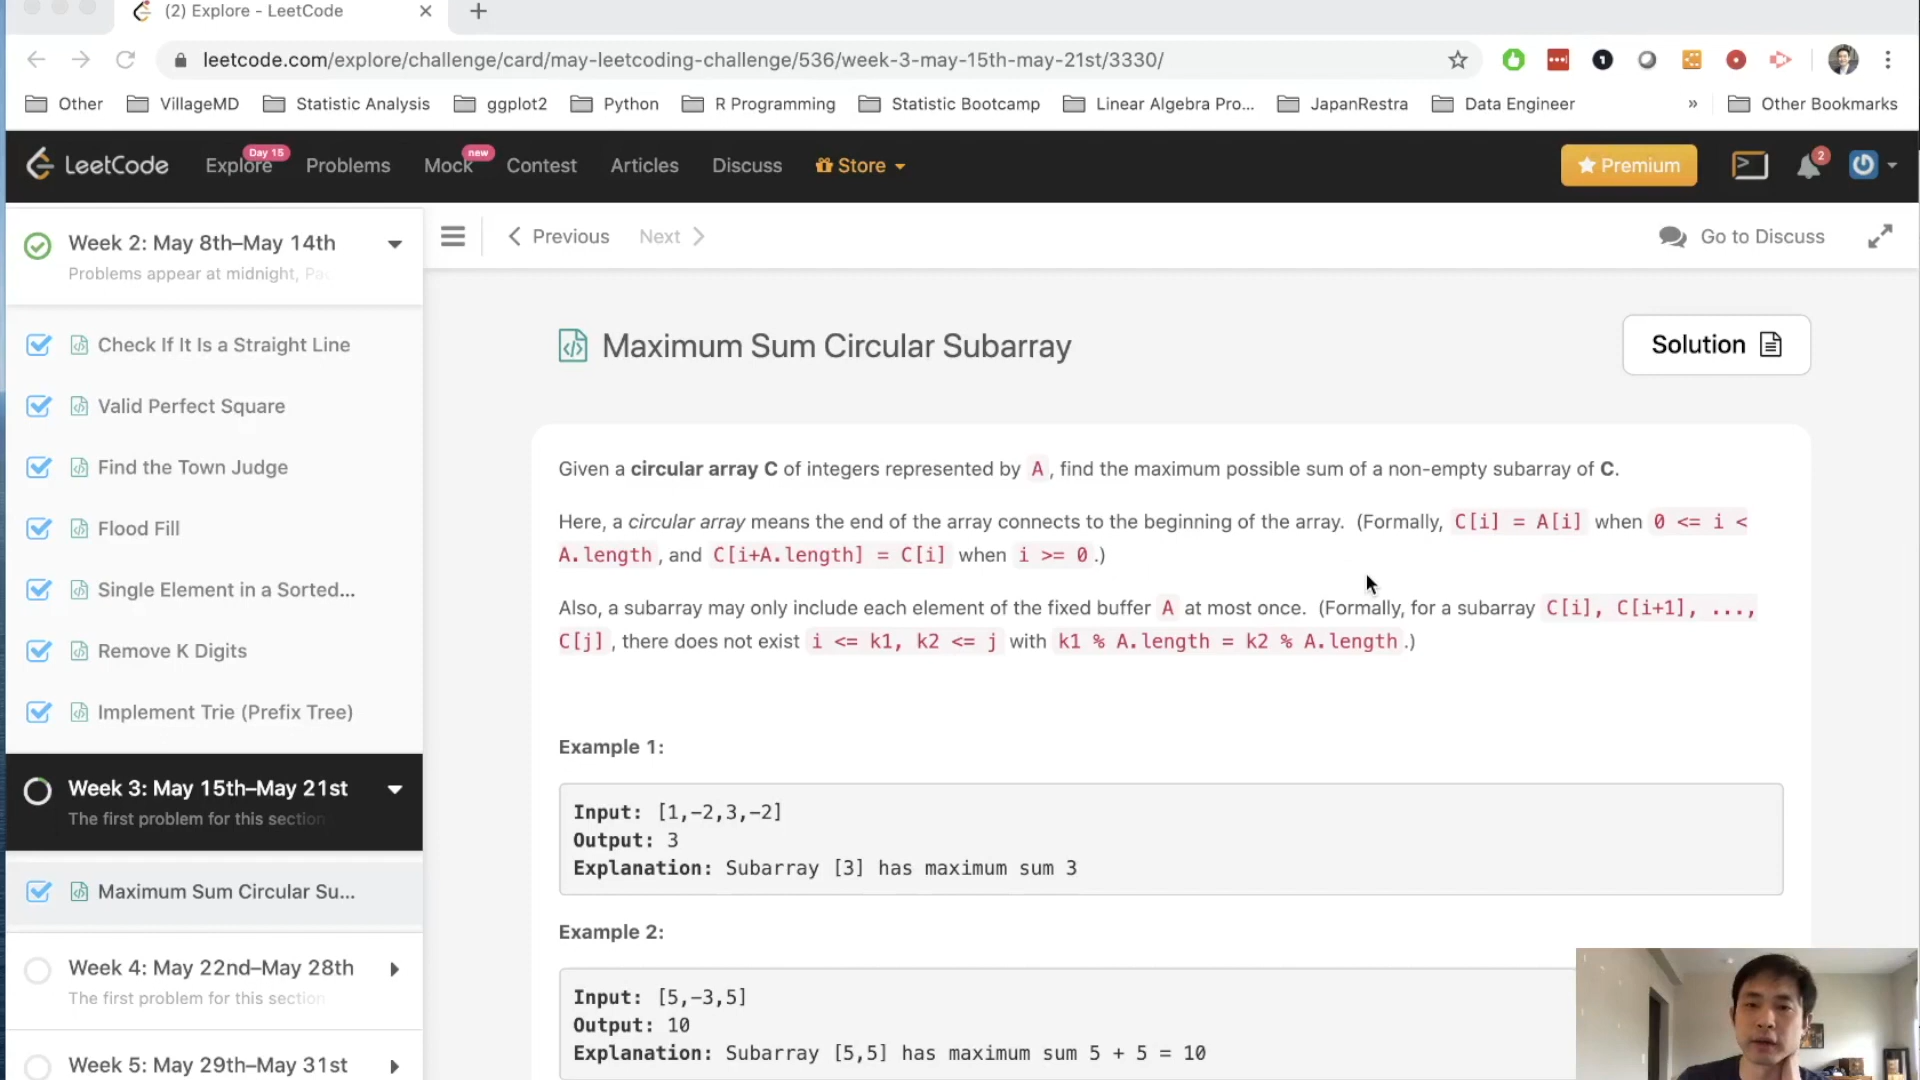 (2) Explore - LeetCode
leetcode.com/explore/challenge/card/may-leetcoding-challenge/536/week-3-may-15th-may-21st/3330/
Other VillageMD Statistic Analysis ggplot2 Python R Programming Statistic Bootcamp Linear Algebra Pro... JapanRestra Data Engineer » Other Bookmarks
LeetCode Explore Day 15 Problems Mock new Contest Articles Discuss Store Premium 2
Week 2: May 8th–May 14th
Problems appear at midnight, Pa
Check If It Is a Straight Line
Valid Perfect Square
Find the Town Judge
Flood Fill
Single Element in a Sorted...
Remove K Digits
Implement Trie (Prefix Tree)
Week 3: May 15th–May 21st
The first problem for this section
Maximum Sum Circular Su...
Week 4: May 22nd–May 28th
The first problem for this section
Week 5: May 29th–May 31st
Previous Next Go to Discuss
Maximum Sum Circular Subarray
Solution
Given a circular array C of integers represented by A, find the maximum possible sum of a non-empty subarray of C.
Here, a circular array means the end of the array connects to the beginning of the array. (Formally, C[i] = A[i] when 0 <= i <
A.length, and C[i+A.length] = C[i] when i >= 0.)
Also, a subarray may only include each element of the fixed buffer A at most once. (Formally, for a subarray C[i], C[i+1], ...,
C[j], there does not exist i <= k1, k2 <= j with k1 % A.length = k2 % A.length.)
Example 1:
Input: [1,-2,3,-2]
Output: 3
Explanation: Subarray [3] has maximum sum 3
Example 2:
Input: [5,-3,5]
Output: 10
Explanation: Subarray [5,5] has maximum sum 5 + 5 = 10